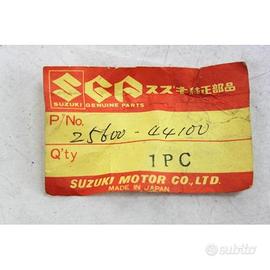 SGP スズキ純正部品
SUZUKI GENUINE PARTS
P/No. 25600-44100
Q'ty 1PC
SUZUKI MOTOR CO.,LTD.
MADE IN JAPAN
subito